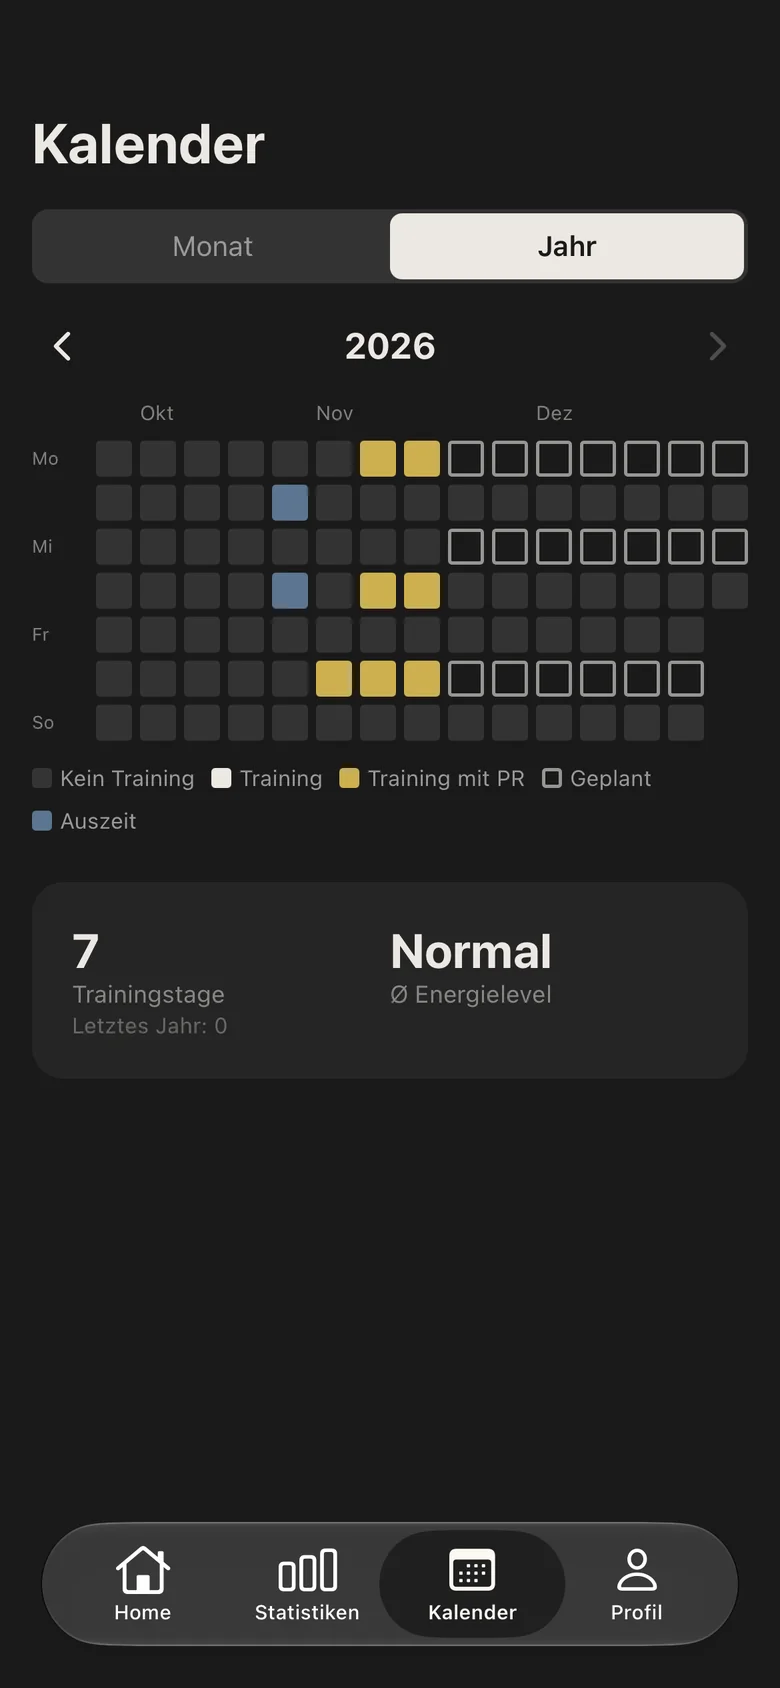 Kalender
Monat Jahr
2026
Okt Nov Dez
Mo
Mi
Fr
So
Kein Training Training Training mit PR Geplant
Auszeit
7 Normal
Trainingstage Ø Energielevel
Letztes Jahr: 0
Home Statistiken Kalender Profil